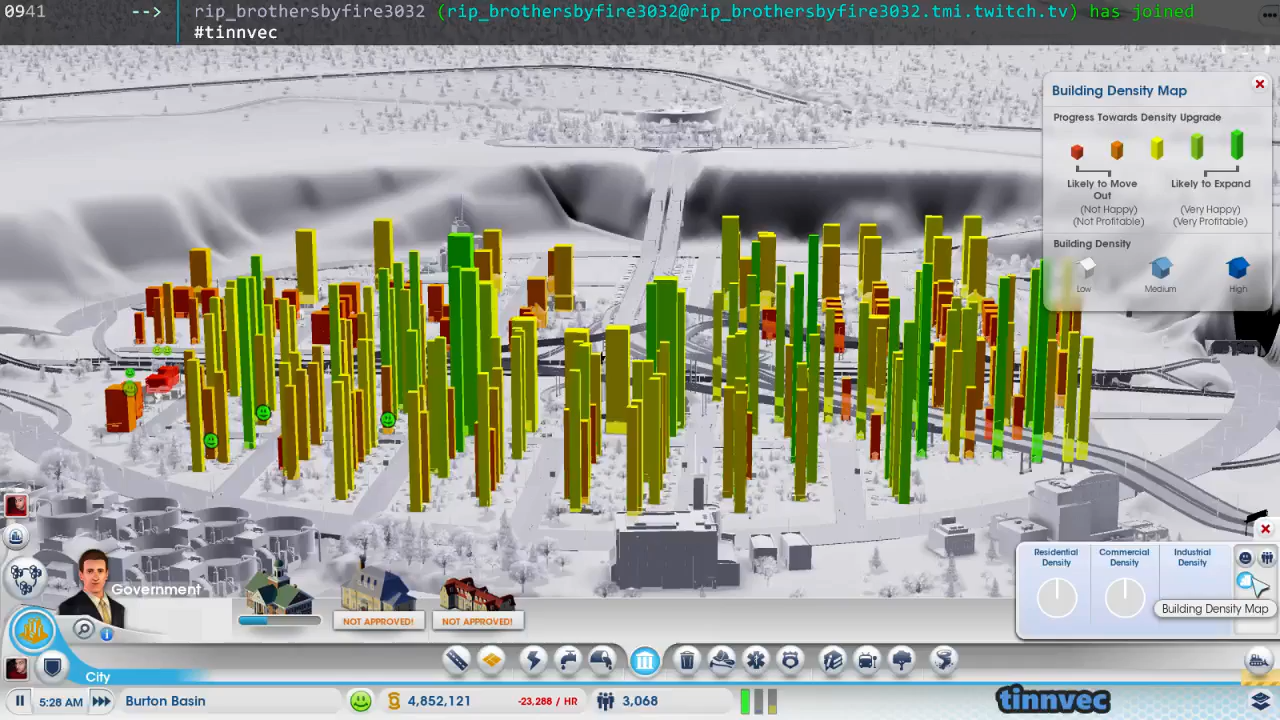 0941 --> rip_brothersbyfire3032 (rip_brothersbyfire3032@rip_brothersbyfire3032.tmi.twitch.tv) has joined
#tinnvec
Building Density Map
Progress Towards Density Upgrade
Likely to Move Out
Likely to Expand
(Not Happy)
(Very Happy)
(Not Profitable)
(Very Profitable)
Building Density
Low
Medium
High
Residential Density
Commercial Density
Industrial Density
Building Density Map
Government
NOT APPROVED!
NOT APPROVED!
City
5:28 AM
Burton Basin
4,852,121
-23,288 / HR
3,068
tinnvec